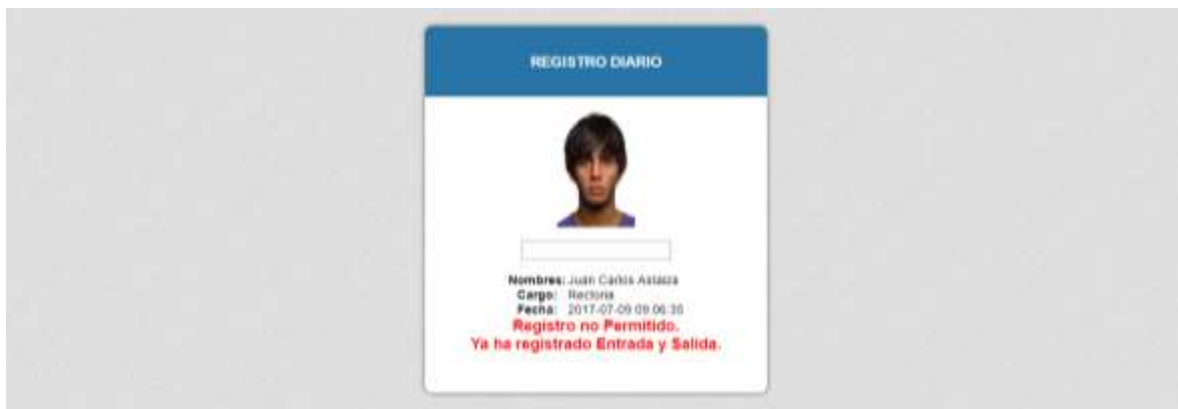 REGISTRO DIARIO
Nombres: Juan Carlos Astaiza
Cargo: Rectoria
Fecha: 2017-07-09 09:06:35
Registro no Permitido.
Ya ha registrado Entrada y Salida.